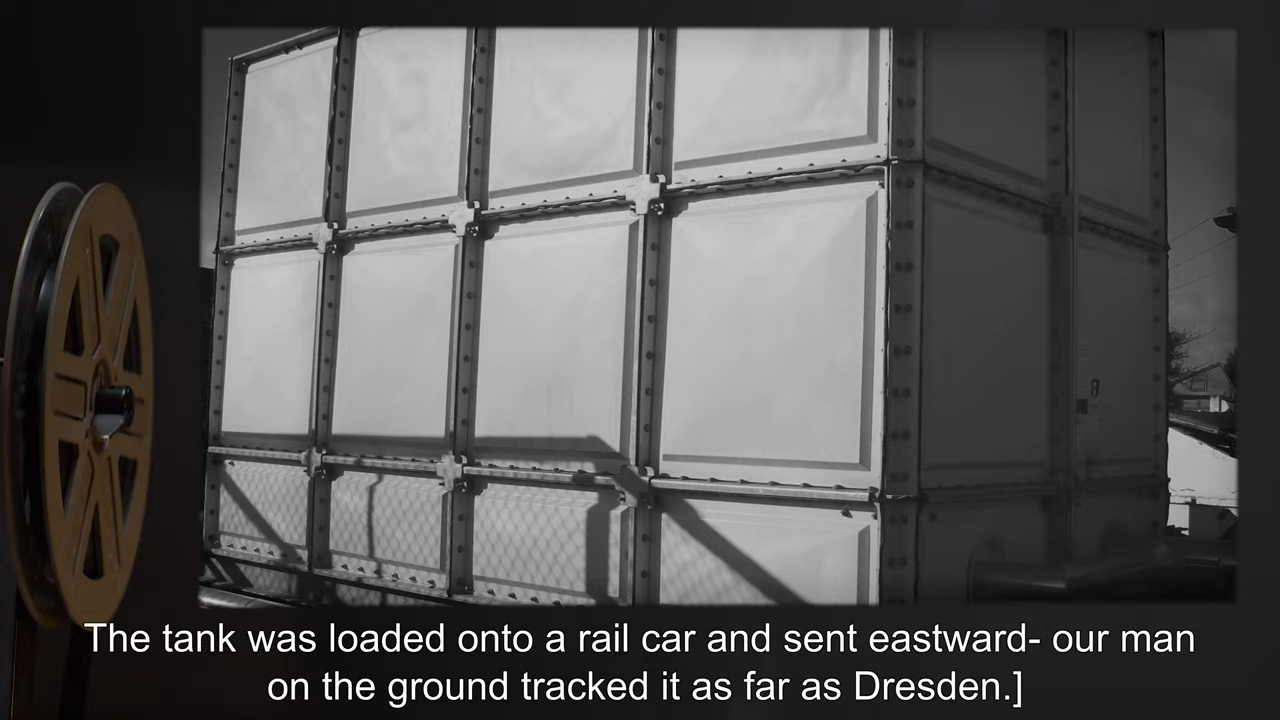 The tank was loaded onto a rail car and sent eastward- our man
on the ground tracked it as far as Dresden.]